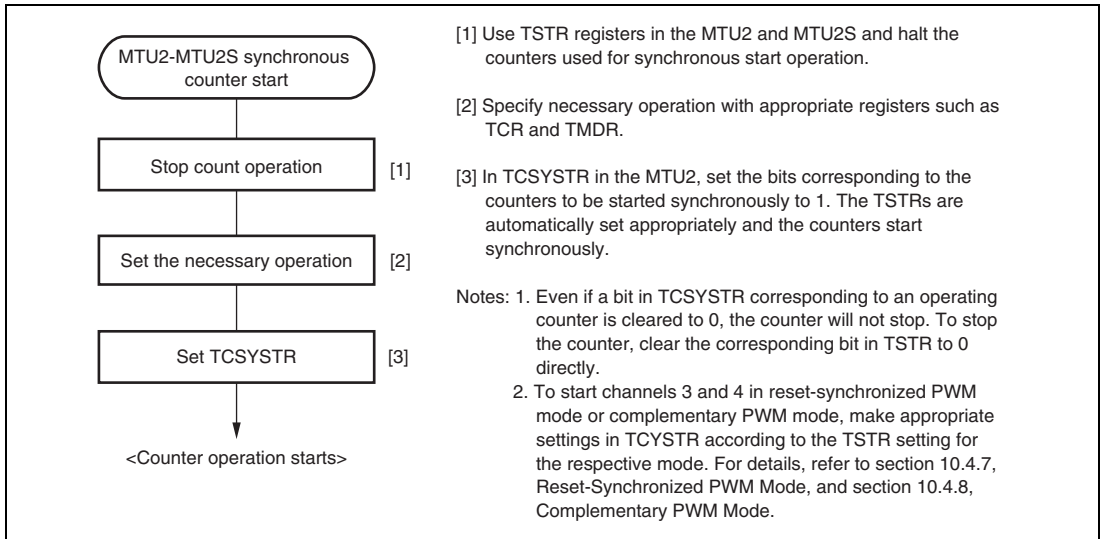 MTU2-MTU2S synchronous
counter start
Stop count operation
[1]
Set the necessary operation
[2]
Set TCSYSTR
[3]
<Counter operation starts>
[1] Use TSTR registers in the MTU2 and MTU2S and halt the
counters used for synchronous start operation.
[2] Specify necessary operation with appropriate registers such as
TCR and TMDR.
[3] In TCSYSTR in the MTU2, set the bits corresponding to the
counters to be started synchronously to 1. The TSTRs are
automatically set appropriately and the counters start
synchronously.
Notes: 1. Even if a bit in TCSYSTR corresponding to an operating
counter is cleared to 0, the counter will not stop. To stop
the counter, clear the corresponding bit in TSTR to 0
directly.
2. To start channels 3 and 4 in reset-synchronized PWM
mode or complementary PWM mode, make appropriate
settings in TCYSTR according to the TSTR setting for
the respective mode. For details, refer to section 10.4.7,
Reset-Synchronized PWM Mode, and section 10.4.8,
Complementary PWM Mode.